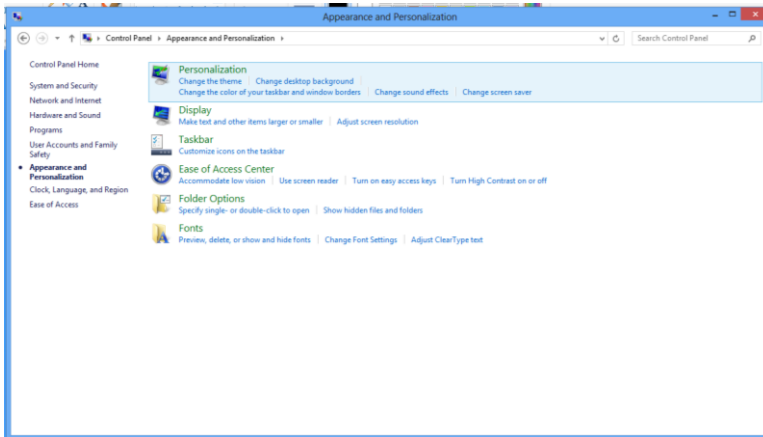 Appearance and Personalization
Control Panel Appearance and Personalization
Search Control Panel
Control Panel Home
System and Security
Network and Internet
Hardware and Sound
Programs
User Accounts and Family
Safety
Appearance and
Personalization
Clock, Language, and Region
Ease of Access
Personalization
Change the theme Change desktop background
Change the color of your taskbar and window borders Change sound effects Change screen saver
Display
Make text and other items larger or smaller Adjust screen resolution
Taskbar
Customize icons on the taskbar
Ease of Access Center
Accommodate low vision Use screen reader Turn on easy access keys Turn High Contrast on or off
Folder Options
Specify single- or double-click to open Show hidden files and folders
Fonts
Preview, delete, or show and hide fonts Change Font Settings Adjust ClearType text